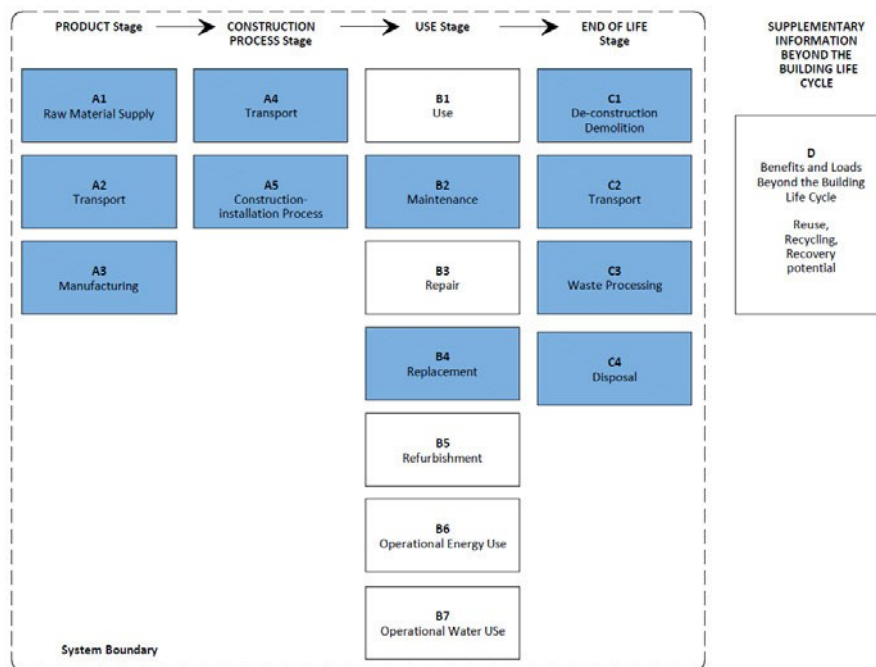 PRODUCT Stage
CONSTRUCTION
PROCESS Stage
USE Stage
END OF LIFE
Stage
SUPPLEMENTARY
INFORMATION
BEYOND THE
BUILDING LIFE
CYCLE
A1
Raw Material Supply
A2
Transport
A3
Manufacturing
A4
Transport
A5
Construction-
installation Process
B1
Use
B2
Maintenance
B3
Repair
B4
Replacement
B5
Refurbishment
B6
Operational Energy Use
B7
Operational Water USe
C1
De-construction
Demolition
C2
Transport
C3
Waste Processing
C4
Disposal
D
Benefits and Loads
Beyond the Building
Life Cycle
Reuse,
Recycling,
Recovery
potential
System Boundary